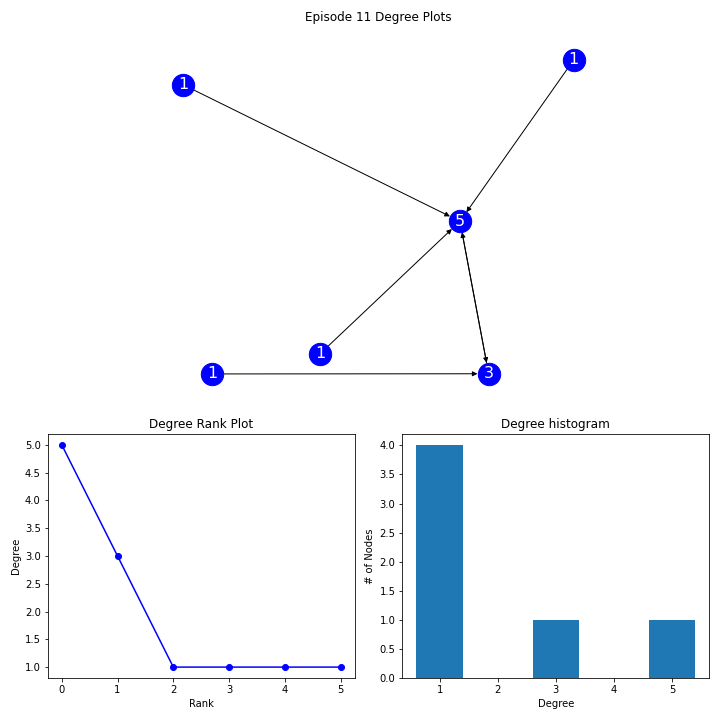 Episode 11 Degree Plots
1
1
5
1
1
3
Degree Rank Plot
5.0
4.5
4.0
3.5
3.0
2.5
2.0
1.5
1.0
Degree
0 1 2 3 4 5
Rank
Degree histogram
4.0
3.5
3.0
2.5
2.0
1.5
1.0
0.5
0.0
# of Nodes
1 2 3 4 5
Degree